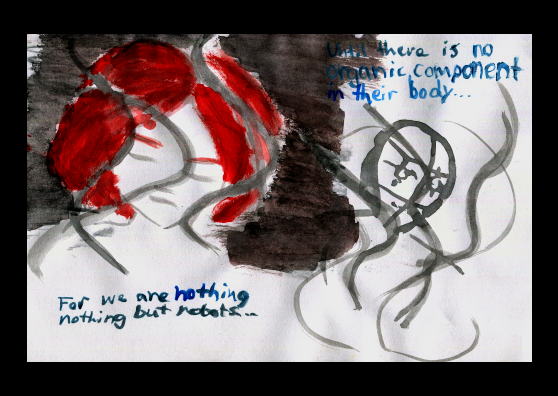 Until there is no
organic component
in their body...
For we are nothing
nothing but robots...